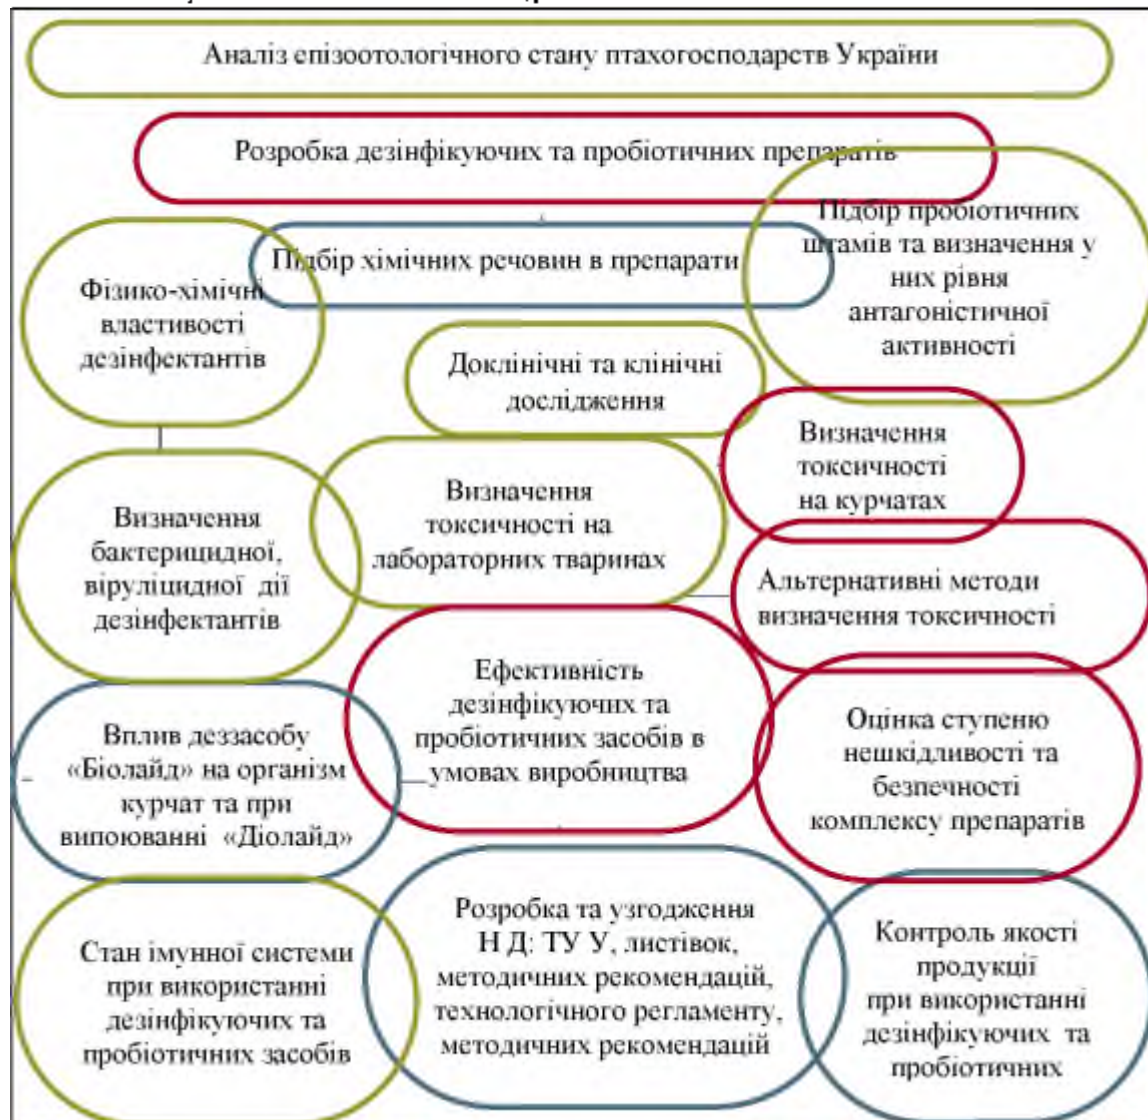 Аналіз епізоотологічного стану птахогосподарств України
Розробка дезінфікуючих та пробіотичних препаратів
Підбір пробіотичних
штамів та визначення у
них рівня
антагоністичної
активності
Підбір хімічних речовин в препарати
Фізико-хімічні
властивості
дезінфектантів
Доклінічні та клінічні
дослідження
Визначення
токсичності
на курчатах
Визначення
токсичності на
лабораторних тваринах
Визначення
бактерицидної,
віруліцидної дії
дезінфектантів
Альтернативні методи
визначення токсичності
Ефективність
дезінфікуючих та
пробіотичних засобів в
умовах виробництва
Оцінка ступеню
нешкідливості та
безпечності
комплексу препаратів
Вплив деззасобу
«Біолайд» на організм
курчат та при
випоюванні «Діолайд»
Стан імунної системи
при використанні
дезінфікуючих та
пробіотичних засобів
Розробка та узгодження
Н Д: ТУ У, листівок,
методичних рекомендацій,
технологічного регламенту,
методичних рекомендацій
Контроль якості
продукції
при використанні
дезінфікуючих та
пробіотичних